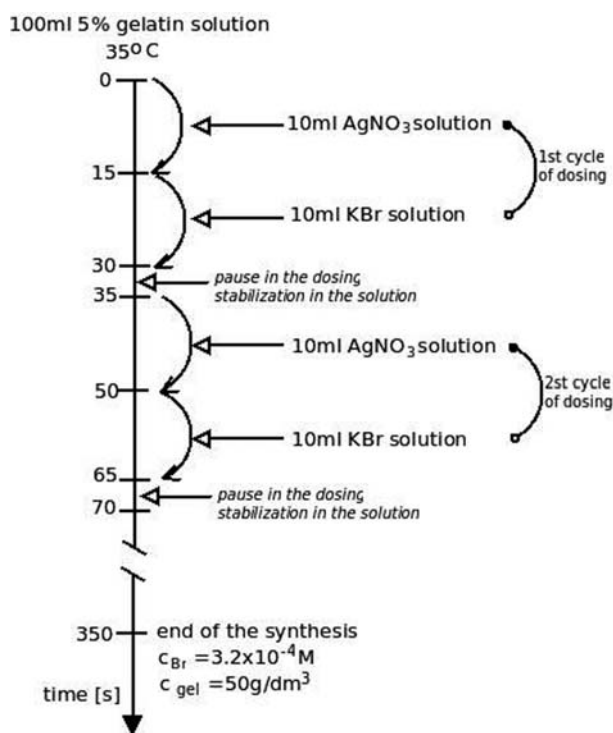 100ml 5% gelatin solution
35º C
0
10ml AgNO₃ solution
1st cycle
of dosing
15
10ml KBr solution
30
pause in the dosing
stabilization in the solution
35
10ml AgNO₃ solution
2st cycle
of dosing
50
10ml KBr solution
65
pause in the dosing
stabilization in the solution
70
350
end of the synthesis
c Br =3.2x10⁻⁴M
c gel =50g/dm³
time [s]